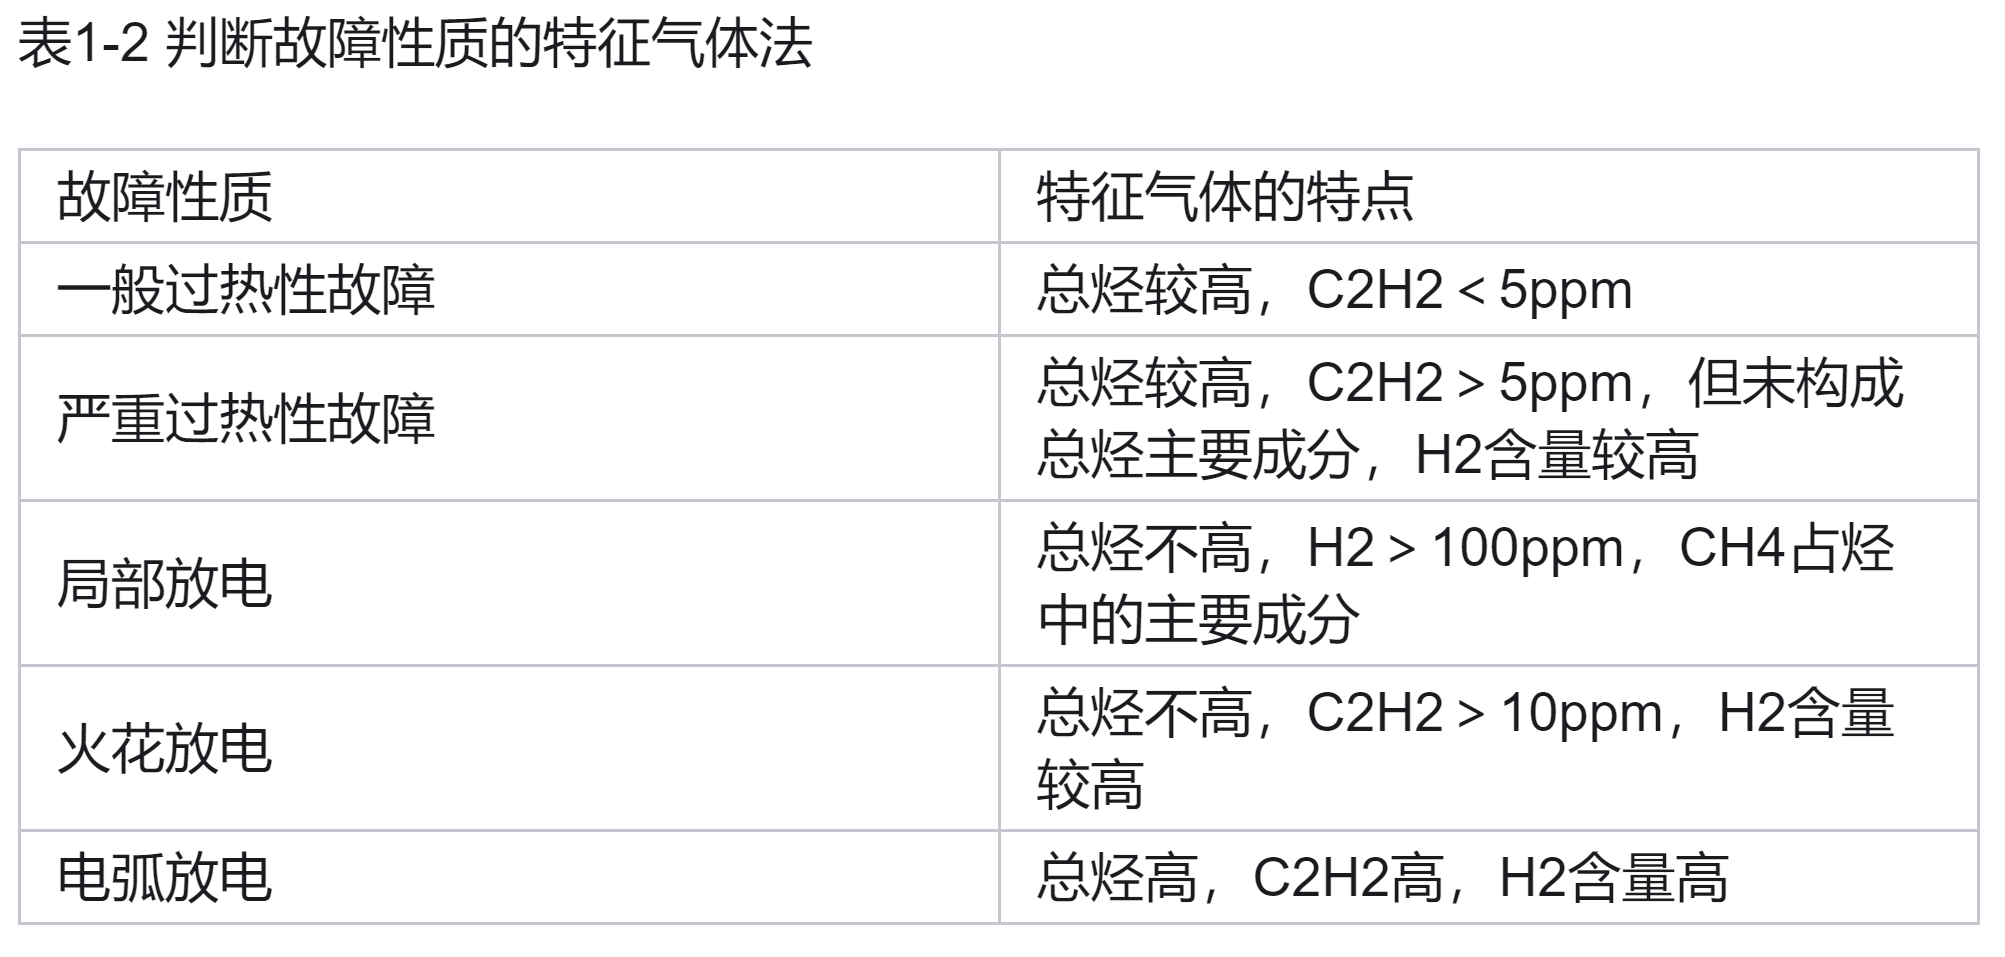 表1-2 判断故障性质的特征气体法
故障性质
特征气体的特点
一般过热性故障
总烃较高，C2H2＜5ppm
严重过热性故障
总烃较高，C2H2＞5ppm，但未构成
总烃主要成分，H2含量较高
局部放电
总烃不高，H2＞100ppm，CH4占烃
中的主要成分
火花放电
总烃不高，C2H2＞10ppm，H2含量
较高
电弧放电
总烃高，C2H2高，H2含量高